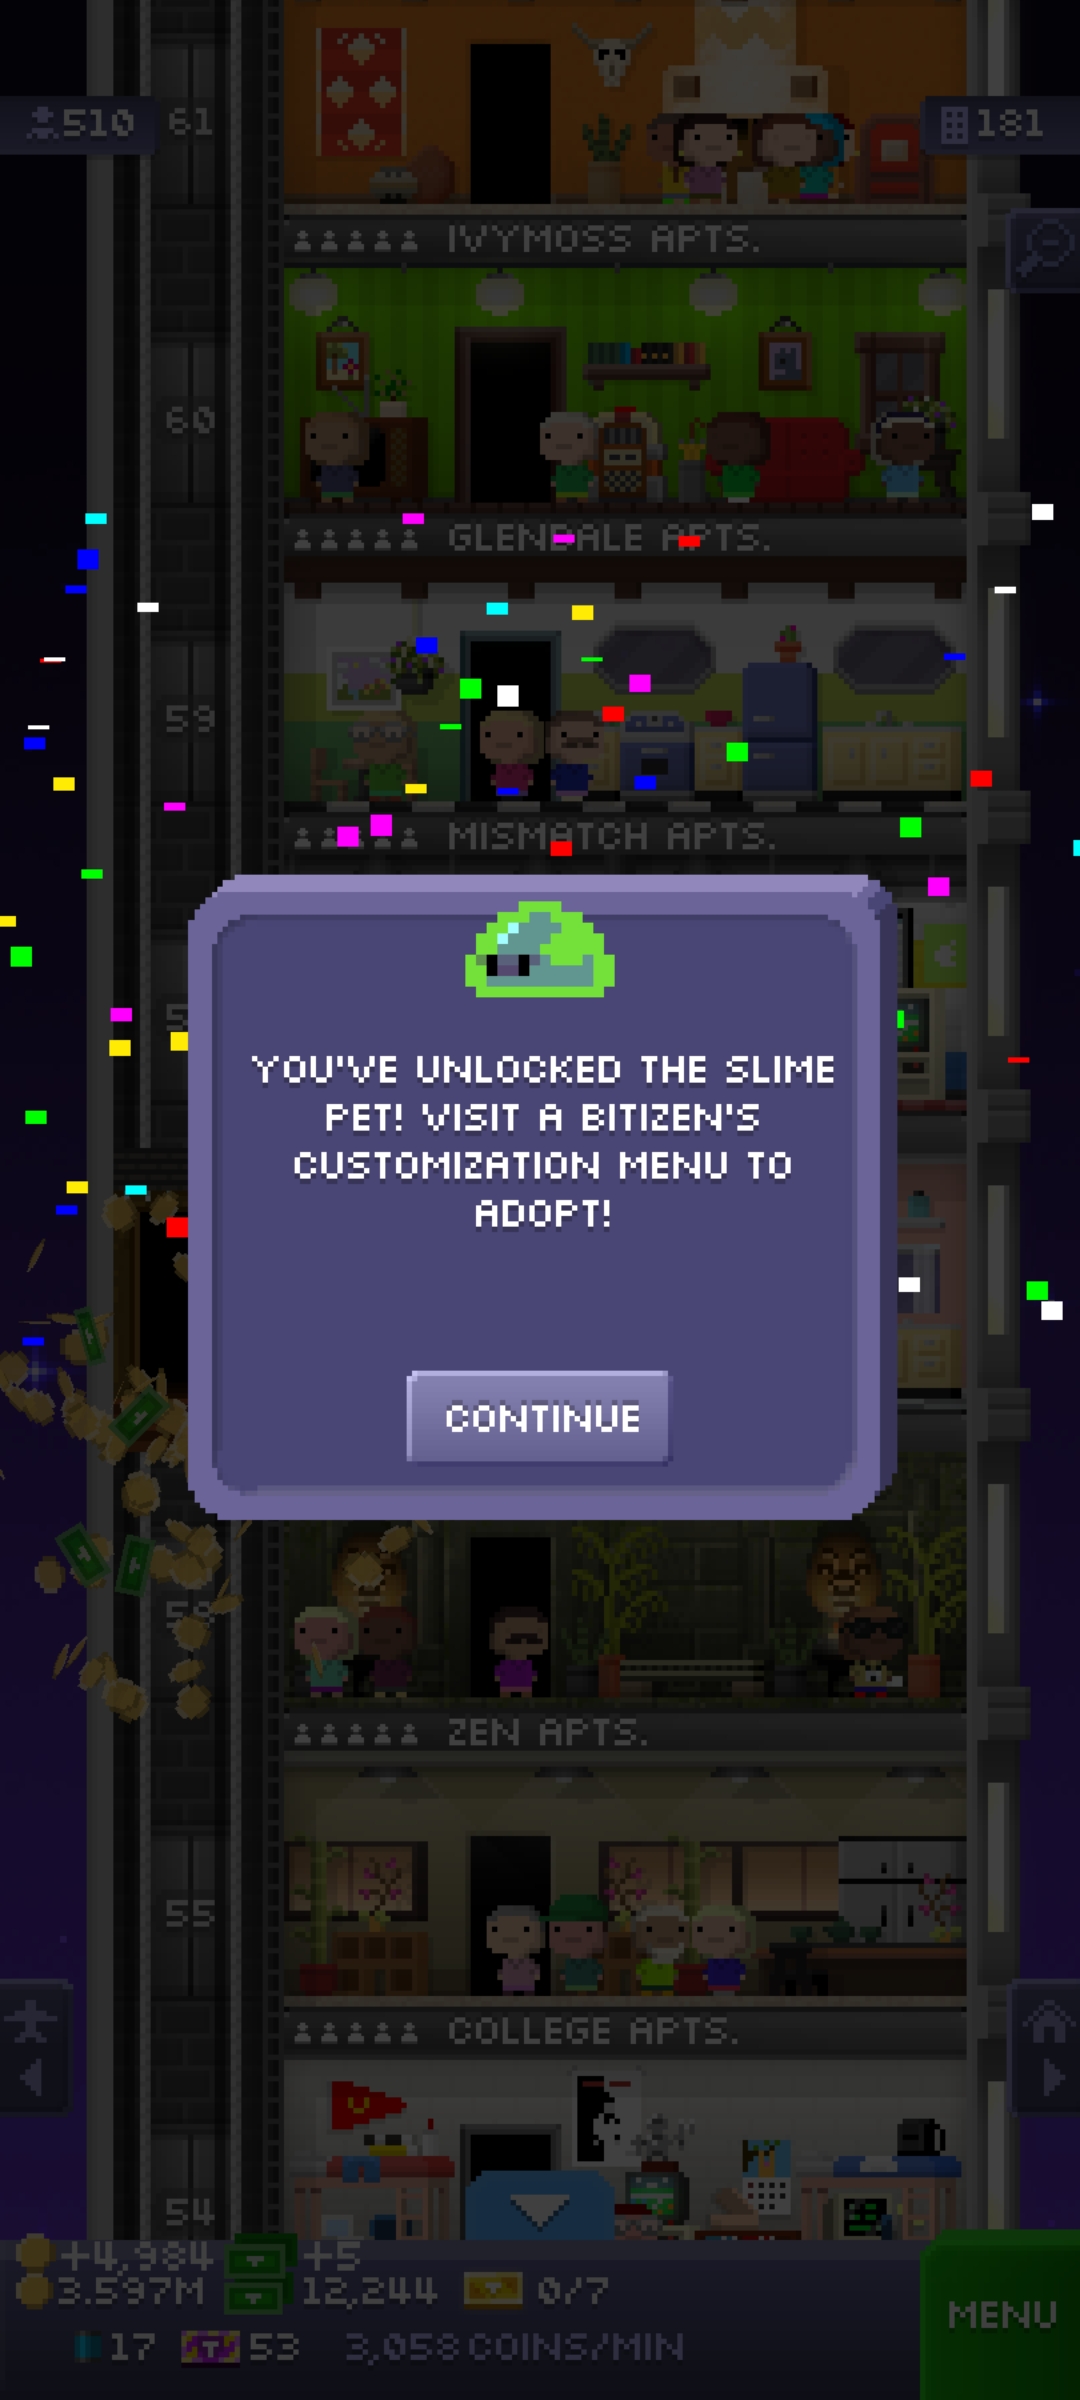 510
61
181
IVYMOSS APTS.
60
GLENDALE APTS.
59
MISMATCH APTS.
YOU'VE UNLOCKED THE SLIME
PET! VISIT A BITIZEN'S
CUSTOMIZATION MENU TO
ADOPT!
CONTINUE
ZEN APTS.
55
COLLEGE APTS.
54
+4,984 +5
3.597M 12,244 0/7
MENU
17 53 3,058 COINS/MIN